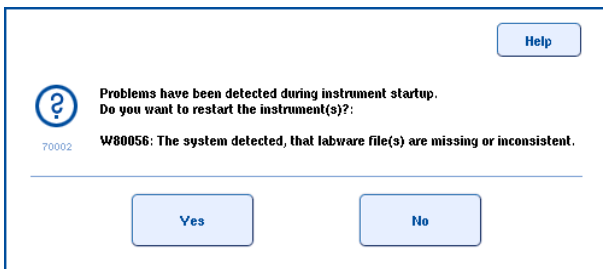 Help
Problems have been detected during instrument startup.
Do you want to restart the instrument(s)?:
70002
W80056: The system detected, that labware file(s) are missing or inconsistent.
Yes
No